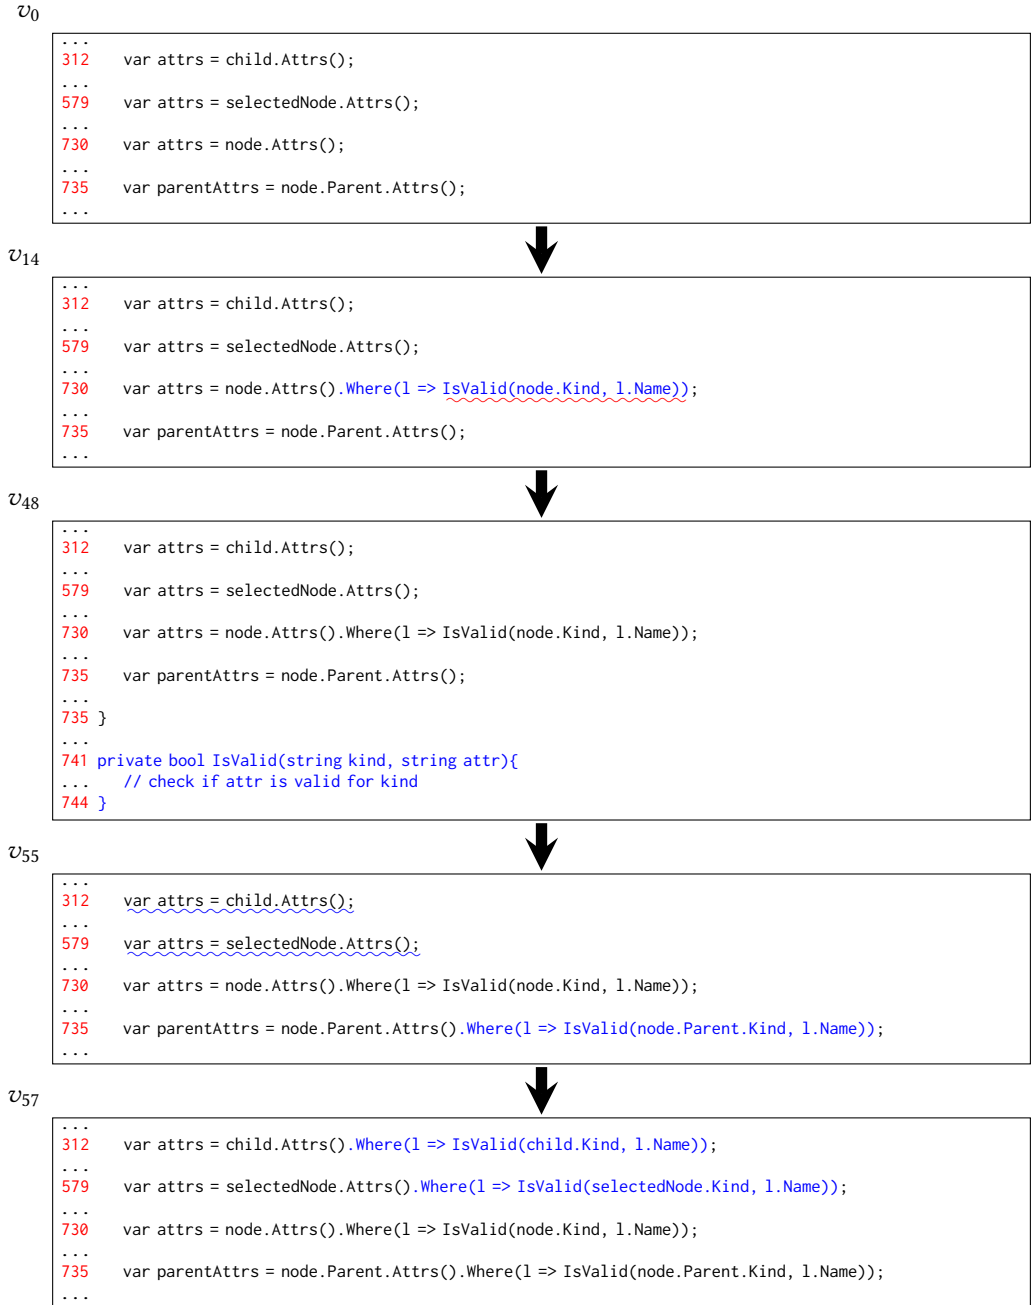 v0
...
312 var attrs = child.Attrs();
...
579 var attrs = selectedNode.Attrs();
...
730 var attrs = node.Attrs();
...
735 var parentAttrs = node.Parent.Attrs();
...
v14
...
312 var attrs = child.Attrs();
...
579 var attrs = selectedNode.Attrs();
...
730 var attrs = node.Attrs().Where(l => IsValid(node.Kind, l.Name));
...
735 var parentAttrs = node.Parent.Attrs();
...
v48
...
312 var attrs = child.Attrs();
...
579 var attrs = selectedNode.Attrs();
...
730 var attrs = node.Attrs().Where(l => IsValid(node.Kind, l.Name));
...
735 var parentAttrs = node.Parent.Attrs();
...
735 }
...
741 private bool IsValid(string kind, string attr){
... // check if attr is valid for kind
744 }
v55
...
312 var attrs = child.Attrs();
...
579 var attrs = selectedNode.Attrs();
...
730 var attrs = node.Attrs().Where(l => IsValid(node.Kind, l.Name));
...
735 var parentAttrs = node.Parent.Attrs().Where(l => IsValid(node.Parent.Kind, l.Name));
...
v57
...
312 var attrs = child.Attrs().Where(l => IsValid(child.Kind, l.Name));
...
579 var attrs = selectedNode.Attrs().Where(l => IsValid(selectedNode.Kind, l.Name));
...
730 var attrs = node.Attrs().Where(l => IsValid(node.Kind, l.Name));
...
735 var parentAttrs = node.Parent.Attrs().Where(l => IsValid(node.Parent.Kind, l.Name));
...